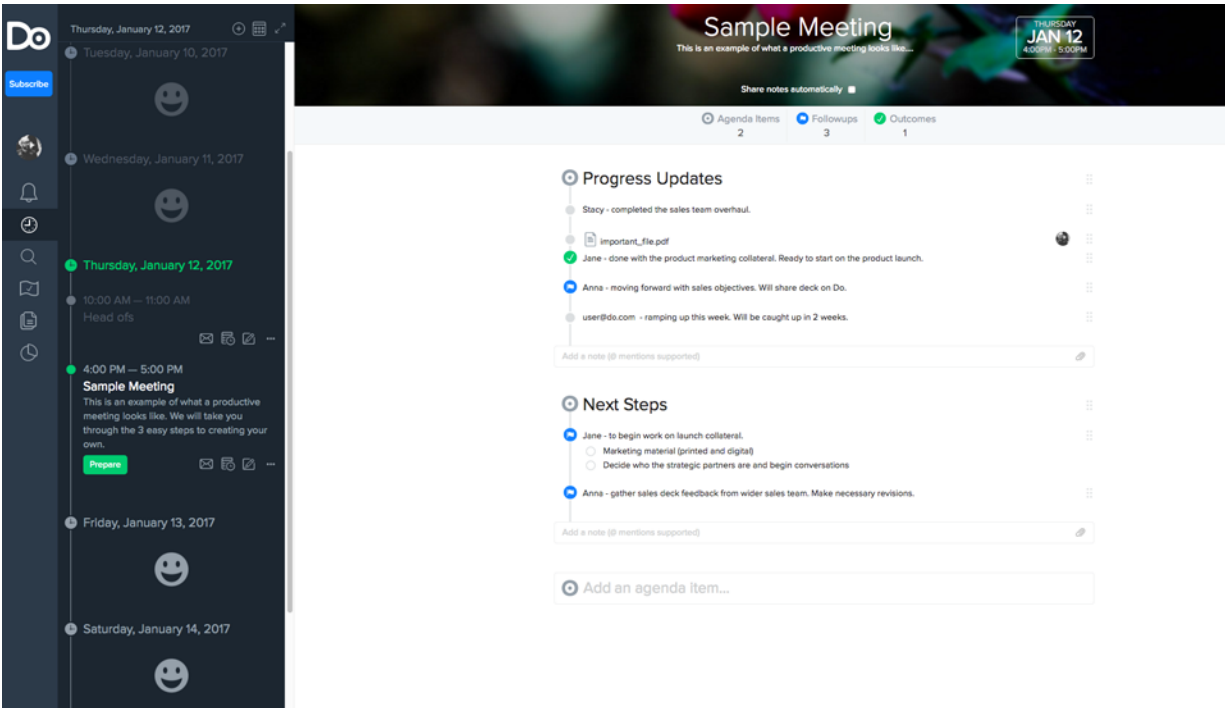 Do
Subscribe
Thursday, January 12, 2017
Tuesday, January 10, 2017
Wednesday, January 11, 2017
Thursday, January 12, 2017
10:00 AM — 11:00 AM
Head ofs
4:00 PM — 5:00 PM
Sample Meeting
This is an example of what a productive
meeting looks like. We will take you
through the 3 easy steps to creating your
own.
Prepare
Friday, January 13, 2017
Saturday, January 14, 2017
Sample Meeting
This is an example of what a productive meeting looks like....
THURSDAY
JAN 12
4:00PM - 5:00PM
Share notes automatically
Agenda Items
2
Followups
3
Outcomes
1
Progress Updates
Stacy - completed the sales team overhaul.
important_file.pdf
Jane - done with the product marketing collateral. Ready to start on the product launch.
Anna - moving forward with sales objectives. Will share deck on Do.
user@do.com - ramping up this week. Will be caught up in 2 weeks.
Add a note (@ mentions supported)
Next Steps
Jane - to begin work on launch collateral.
Marketing material (printed and digital)
Decide who the strategic partners are and begin conversations
Anna - gather sales deck feedback from wider sales team. Make necessary revisions.
Add a note (@ mentions supported)
Add an agenda item...